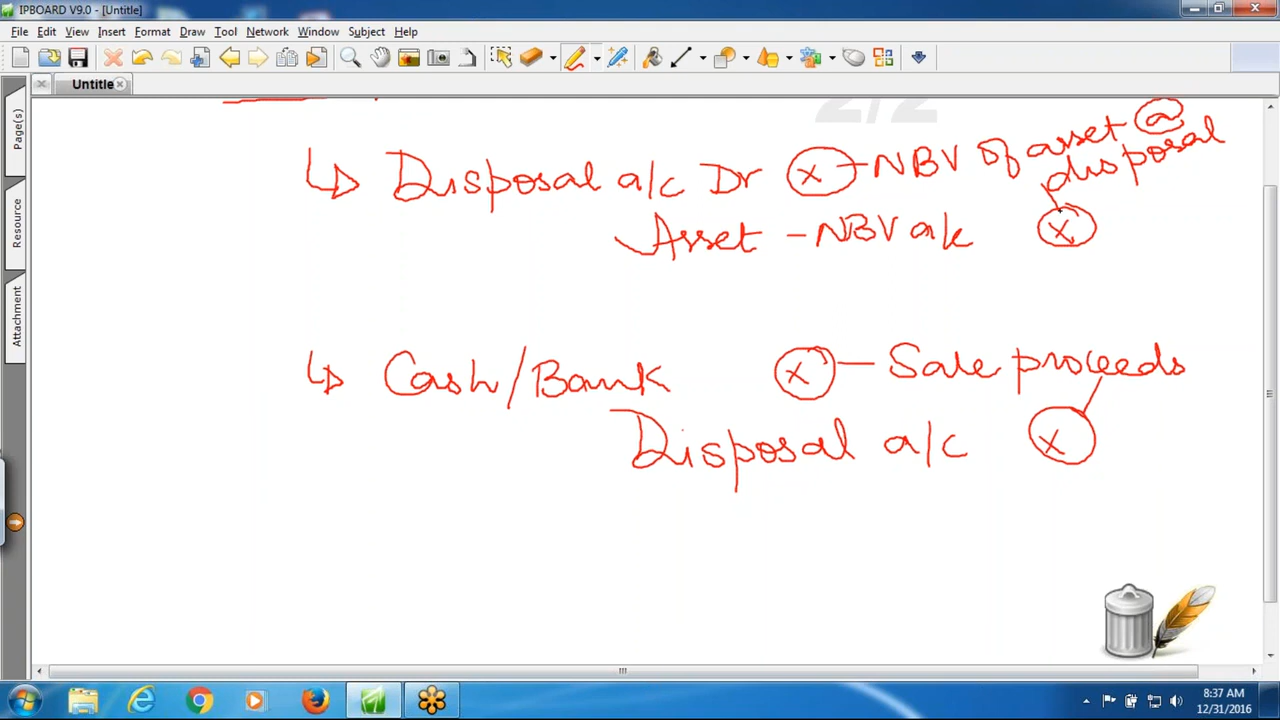 IPBOARD V9.0 - [Untitle]
File Edit View Insert Format Draw Tool Network Window Subject Help
Untitle
Page(s)
Resource
Attachment
2/2
Disposal a/c Dr x - NBV of asset @ disposal
Asset - NBV a/c x
Cash/Bank x - Sale proceeds
Disposal a/c x
8:37 AM
12/31/2016